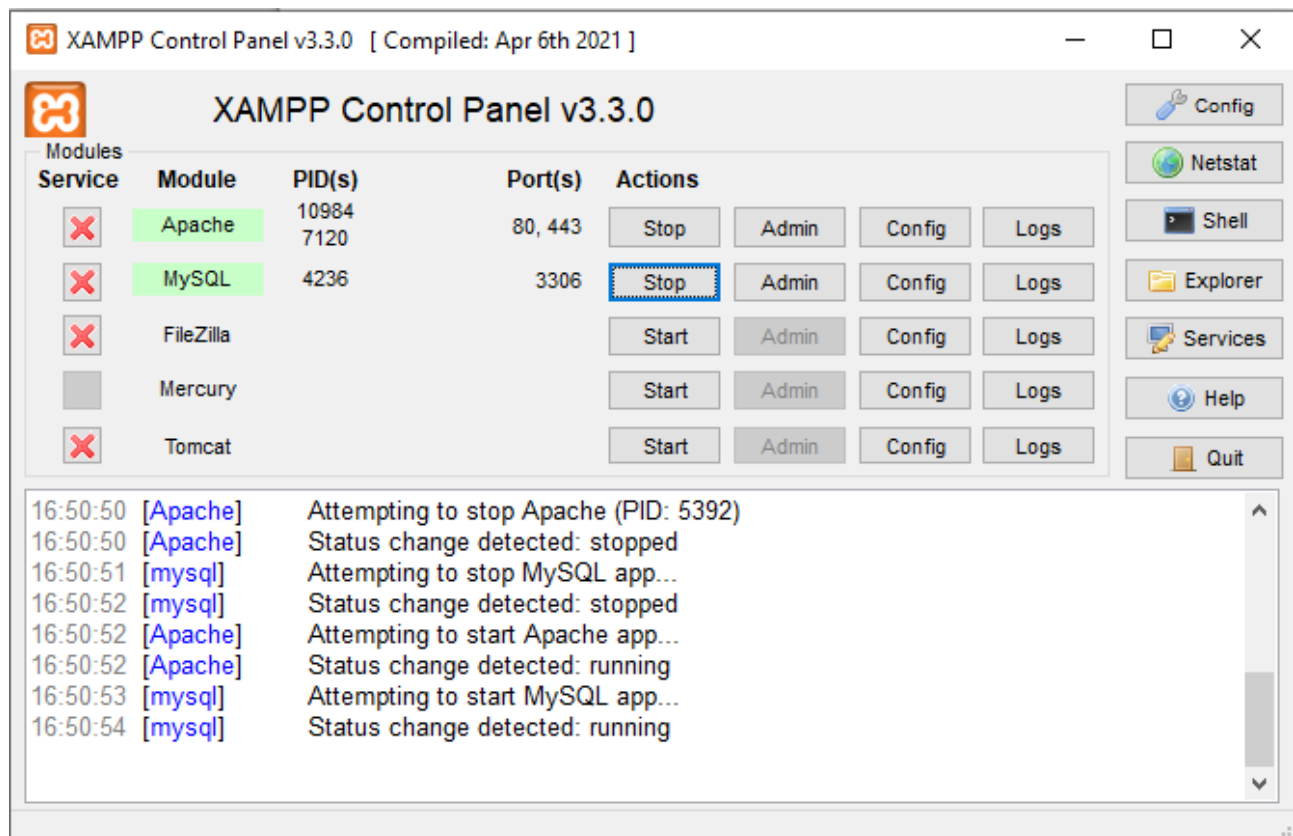 XAMPP Control Panel v3.3.0 [ Compiled: Apr 6th 2021 ]
XAMPP Control Panel v3.3.0
Config
Modules
Netstat
Service Module PID(s) Port(s) Actions
Apache 10984 7120 80, 443 Stop Admin Config Logs
Shell
MySQL 4236 3306 Stop Admin Config Logs
Explorer
FileZilla Start Admin Config Logs
Services
Mercury Start Admin Config Logs
Help
Tomcat Start Admin Config Logs
Quit
16:50:50 [Apache] Attempting to stop Apache (PID: 5392)
16:50:50 [Apache] Status change detected: stopped
16:50:51 [mysql] Attempting to stop MySQL app...
16:50:52 [mysql] Status change detected: stopped
16:50:52 [Apache] Attempting to start Apache app...
16:50:52 [Apache] Status change detected: running
16:50:53 [mysql] Attempting to start MySQL app...
16:50:54 [mysql] Status change detected: running